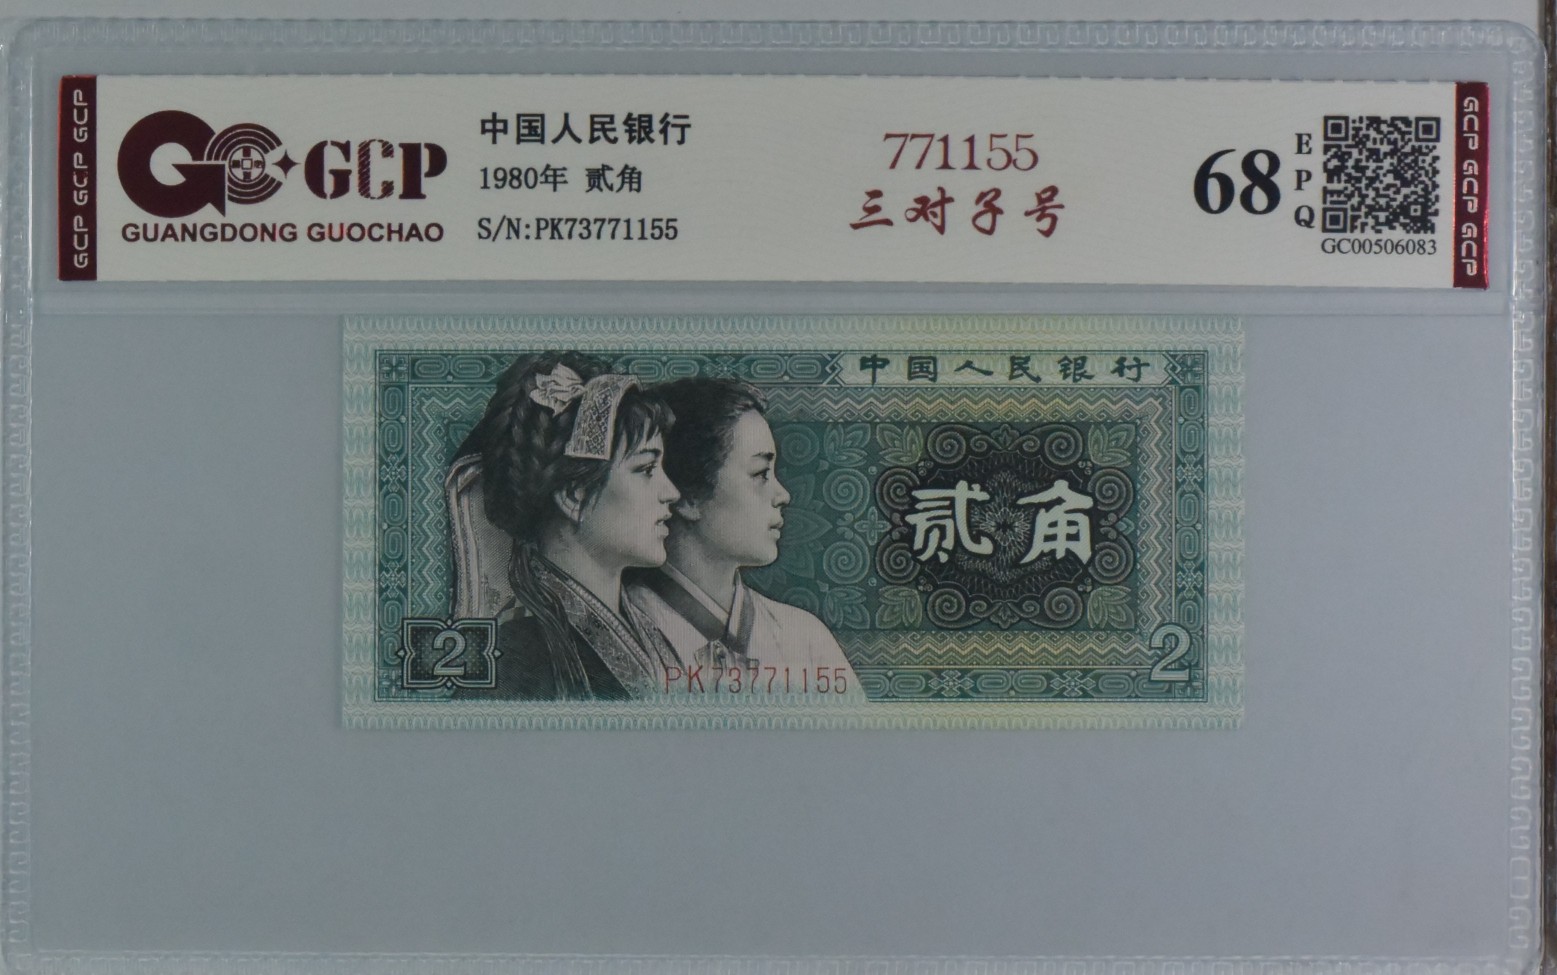 GCP GCP GCP
GCP
GUANGDONG GUOCHAO
中国人民银行
1980年 贰角
S/N:PK73771155
771155
三对子号
68
EPQ
GC00506083
GCP GCP GCP
中国人民银行
贰角
2
2
PK73771155